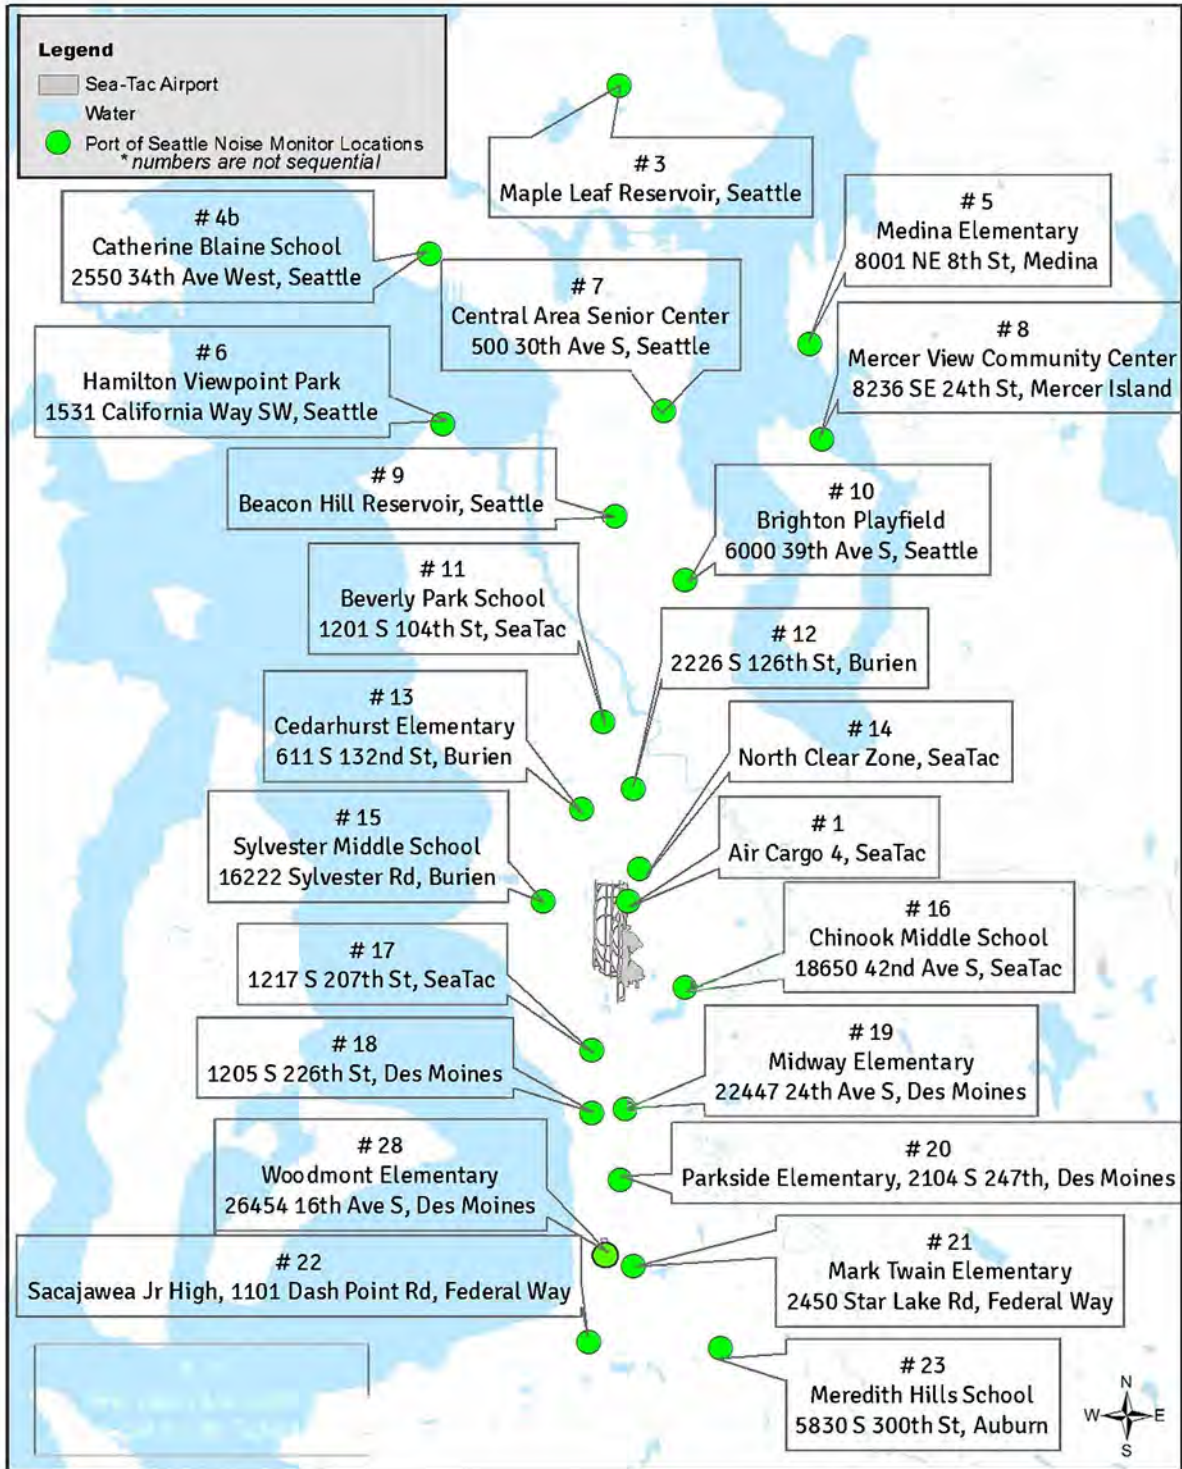 Legend
Sea-Tac Airport
Water
Port of Seattle Noise Monitor Locations
* numbers are not sequential
# 3
Maple Leaf Reservoir, Seattle
# 4b
Catherine Blaine School
2550 34th Ave West, Seattle
# 5
Medina Elementary
8001 NE 8th St, Medina
# 7
Central Area Senior Center
500 30th Ave S, Seattle
# 6
Hamilton Viewpoint Park
1531 California Way SW, Seattle
# 8
Mercer View Community Center
8236 SE 24th St, Mercer Island
# 9
Beacon Hill Reservoir, Seattle
# 10
Brighton Playfield
6000 39th Ave S, Seattle
# 11
Beverly Park School
1201 S 104th St, SeaTac
# 12
2226 S 126th St, Burien
# 13
Cedarhurst Elementary
611 S 132nd St, Burien
# 14
North Clear Zone, SeaTac
# 15
Sylvester Middle School
16222 Sylvester Rd, Burien
# 1
Air Cargo 4, SeaTac
# 16
Chinook Middle School
18650 42nd Ave S, SeaTac
# 17
1217 S 207th St, SeaTac
# 18
1205 S 226th St, Des Moines
# 19
Midway Elementary
22447 24th Ave S, Des Moines
# 28
Woodmont Elementary
26454 16th Ave S, Des Moines
# 20
Parkside Elementary, 2104 S 247th, Des Moines
# 22
Sacajawea Jr High, 1101 Dash Point Rd, Federal Way
# 21
Mark Twain Elementary
2450 Star Lake Rd, Federal Way
# 23
Meredith Hills School
5830 S 300th St, Auburn
N
W E
S